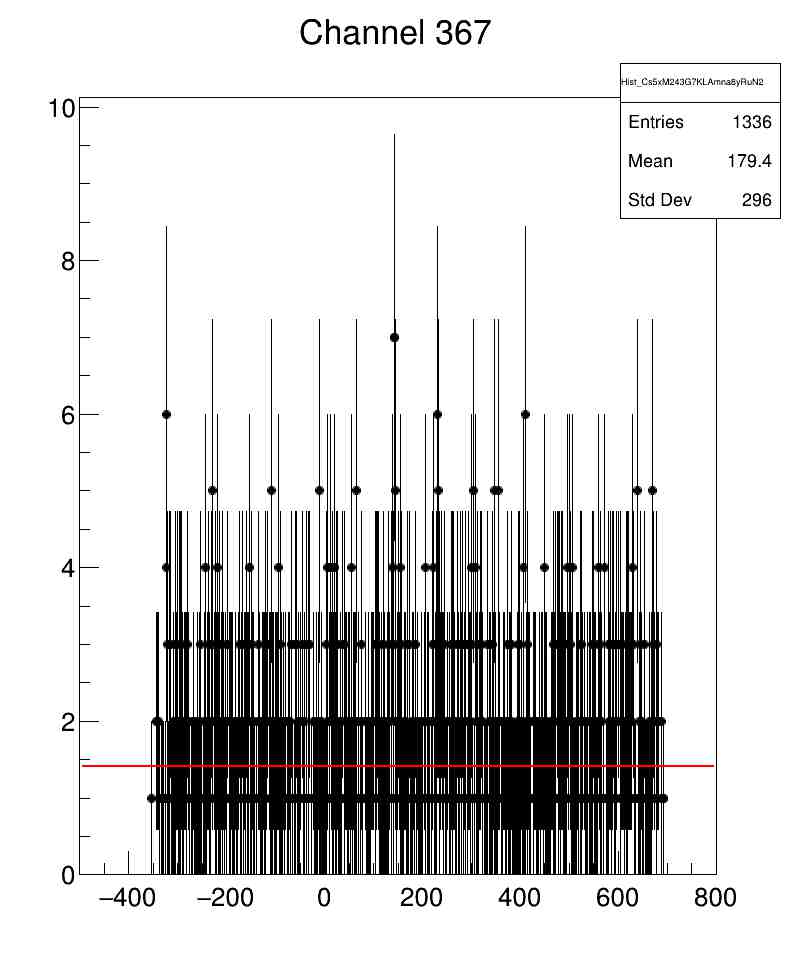 Channel 367
Hist_Cs5xM243G7KLAmna8yRuN2
Entries 1336
Mean 179.4
Std Dev 296
10
8
6
4
2
0
−400 −200 0 200 400 600 800